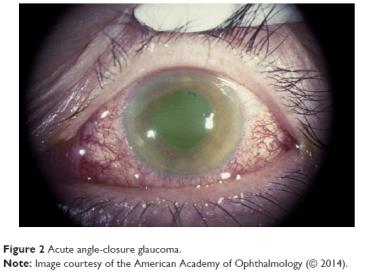 Figure 2 Acute angle-closure glaucoma.
Note: Image courtesy of the American Academy of Ophthalmology (© 2014).